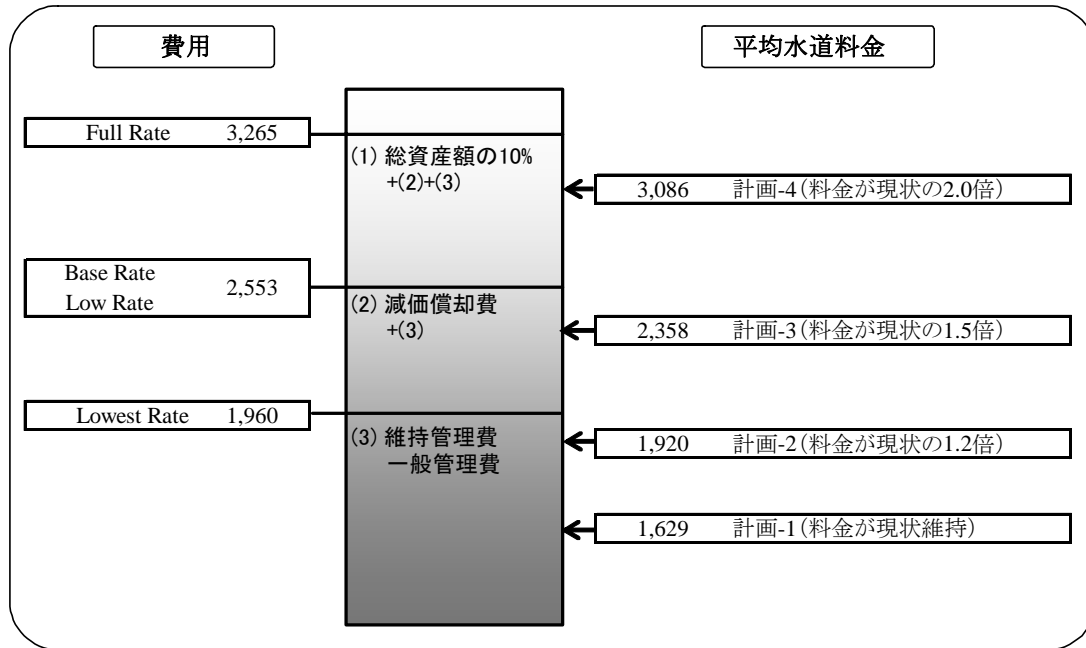 費用
平均水道料金
Full Rate 3,265
(1) 総資産額の10%
+(2)+(3)
3,086 計画-4(料金が現状の2.0倍)
Base Rate
Low Rate
2,553
(2) 減価償却費
+(3)
2,358 計画-3(料金が現状の1.5倍)
Lowest Rate 1,960
(3) 維持管理費
一般管理費
1,920 計画-2(料金が現状の1.2倍)
1,629 計画-1(料金が現状維持)